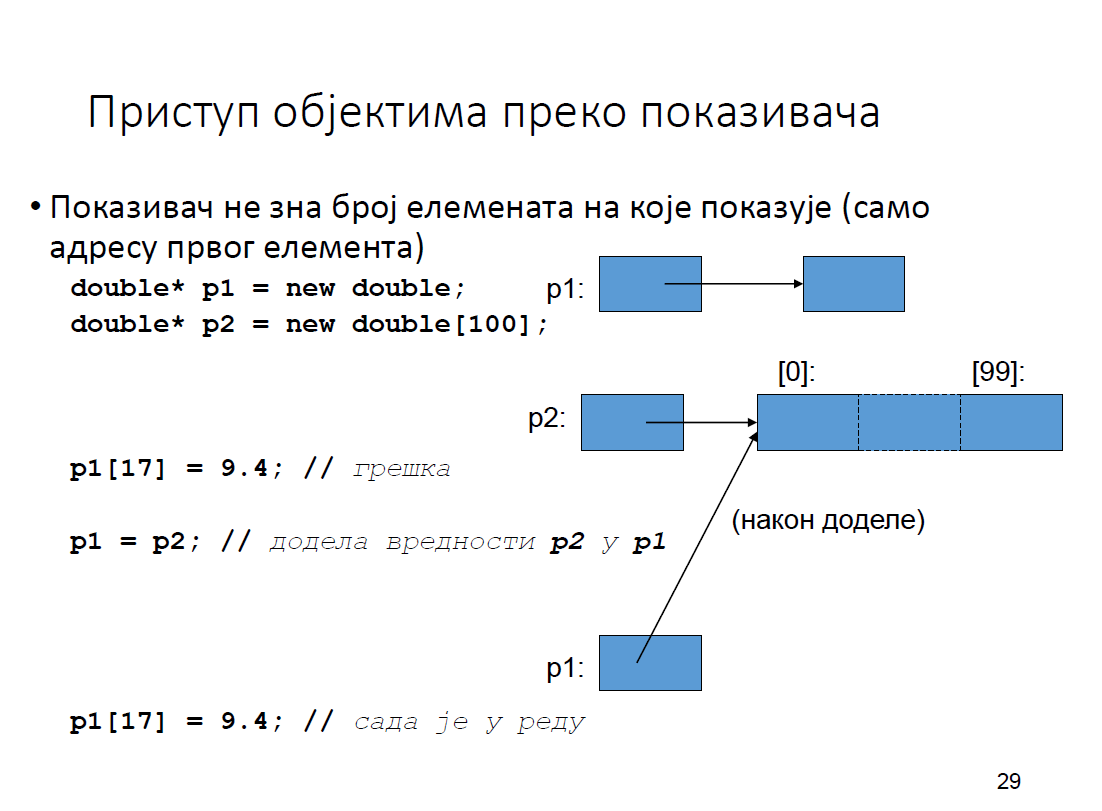 Приступ објектима преко показивача
• Показивач не зна број елемената на које показује (само
адресу првог елемента)
double* p1 = new double;
p1:
double* p2 = new double[100];
[0]: [99]:
p2:
p1[17] = 9.4; // грешка
(након доделе)
p1 = p2; // додела вредности p2 у p1
p1:
p1[17] = 9.4; // сада је у реду
29